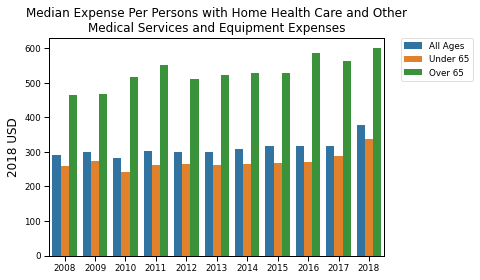 Median Expense Per Persons with Home Health Care and Other
Medical Services and Equipment Expenses
All Ages
Under 65
Over 65
2018 USD
600
500
400
300
200
100
0
2008 2009 2010 2011 2012 2013 2014 2015 2016 2017 2018